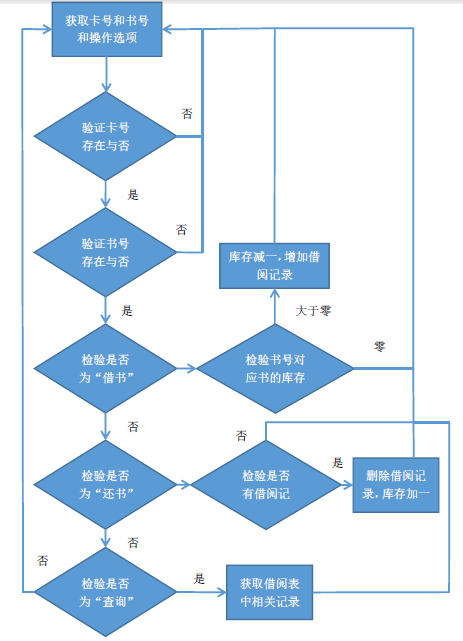 获取卡号和书号
和操作选项
否
验证卡号
存在与否
是
否
验证书号
存在与否
库存减一，增加借
阅记录
是
大于零
零
检验是否
为“借书”
检验书号对
应书的库存
否
否
检验是否
为“还书”
检验是否
有借阅记
是
删除借阅记
录，库存加一
否
否
是
检验是否
为“查询”
获取借阅表
中相关记录